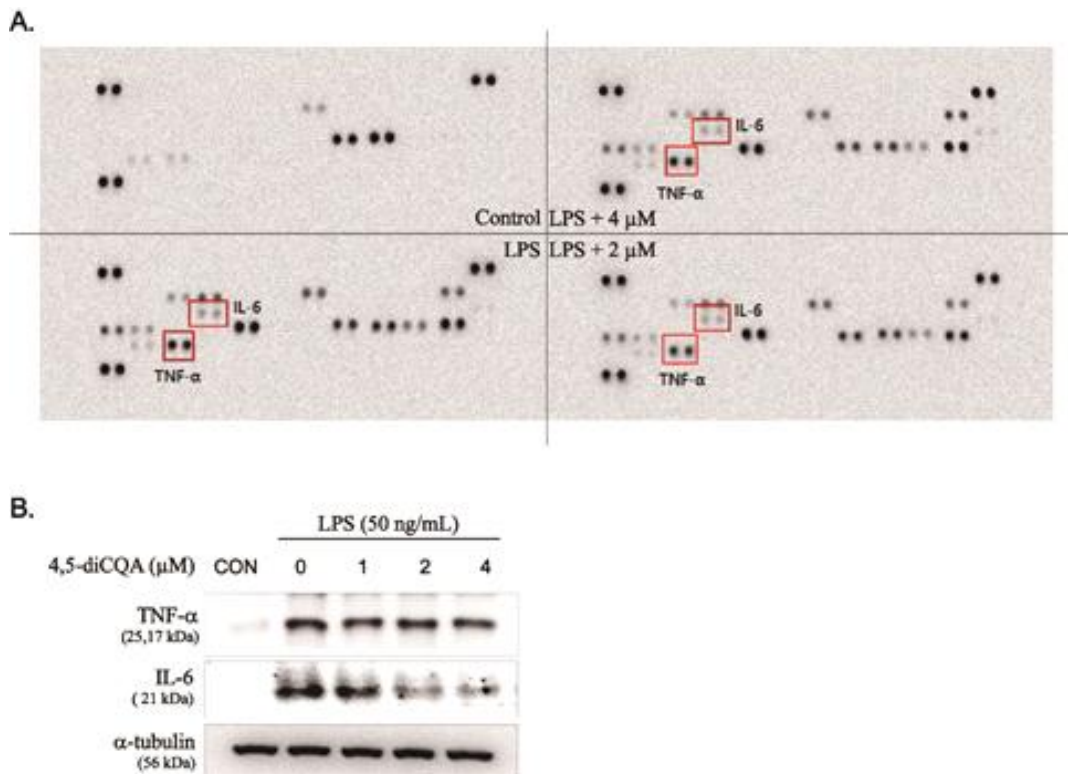 A.
IL-6
TNF-α
Control LPS + 4 μM
LPS LPS + 2 μM
IL-6
TNF-α
IL-6
TNF-α
B.
LPS (50 ng/mL)
4,5-diCQA (μM) CON 0 1 2 4
TNF-α
(25,17 kDa)
IL-6
( 21 kDa)
α-tubulin
(56 kDa)